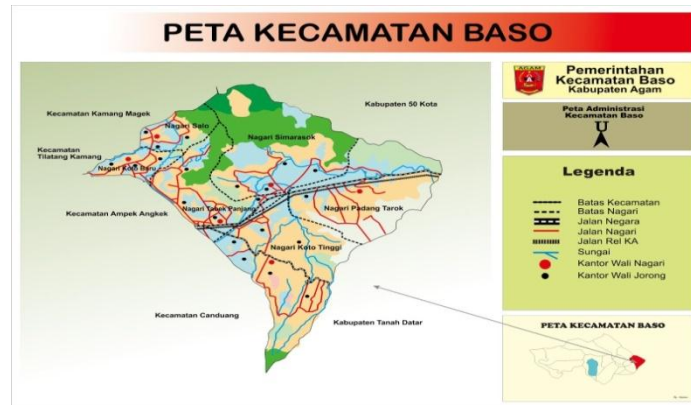 PETA KECAMATAN BASO
Kecamatan Kamang Magek
Kabupaten 50 Kota
Nagari Salo
Nagari Simarasok
Kecamatan
Tilatang Kamang
Nagari Koto Baru
Kecamatan Ampek Angkek
Nagari Tabek Panjang
Nagari Padang Tarok
Nagari Koto Tinggi
Kecamatan Canduang
Kabupaten Tanah Datar
AGAM
Pemerintahan
Kecamatan Baso
Kabupaten Agam
Peta Administrasi
Kecamatan Baso
U
Legenda
Batas Kecamatan
Batas Nagari
Jalan Negara
Jalan Nagari
Jalan Rel KA
Sungai
Kantor Wali Nagari
Kantor Wali Jorong
PETA KECAMATAN BASO